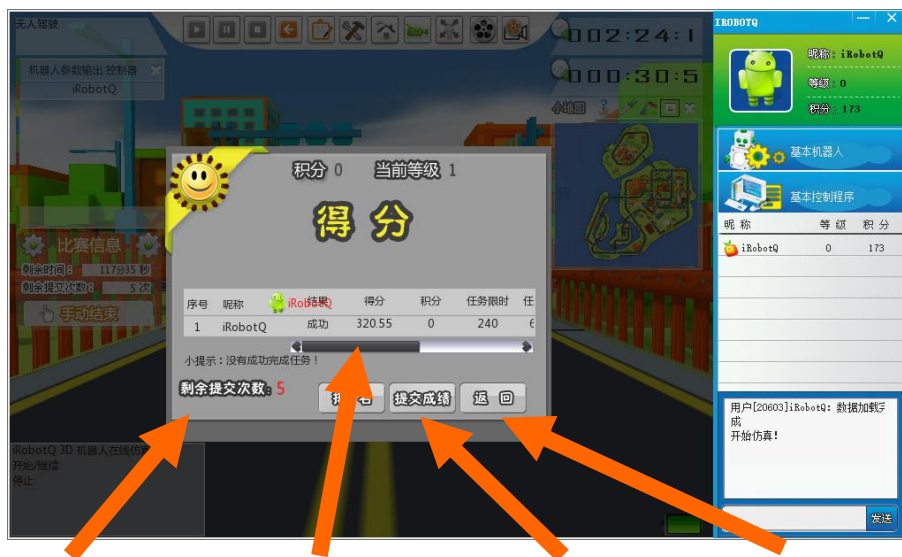 无人驾驶
002:24:1
000:30:5
机器人参数输出:控制器
iRobotQ
小地图
比赛信息
剩余时间: 117分35 秒
剩余提交次数: 5 次
手动结束
iRobotQ 3D 机器人在线仿真
开始/继续
停止
积分 0 当前等级 1
得分
序号 昵称 iRobotQ 结果 得分 积分 任务限时 任
1 iRobotQ 成功 320.55 0 240 6
小提示:没有成功完成任务!
剩余提交次数: 5
提交成绩 返回
IROBOTQ
昵称: iRobotQ
等级: 0
积分: 173
基本机器人
基本控制程序
昵称 等级 积分
iRobotQ 0 173
用户[20603]iRobotQ: 数据加载完
成
开始仿真!
发送